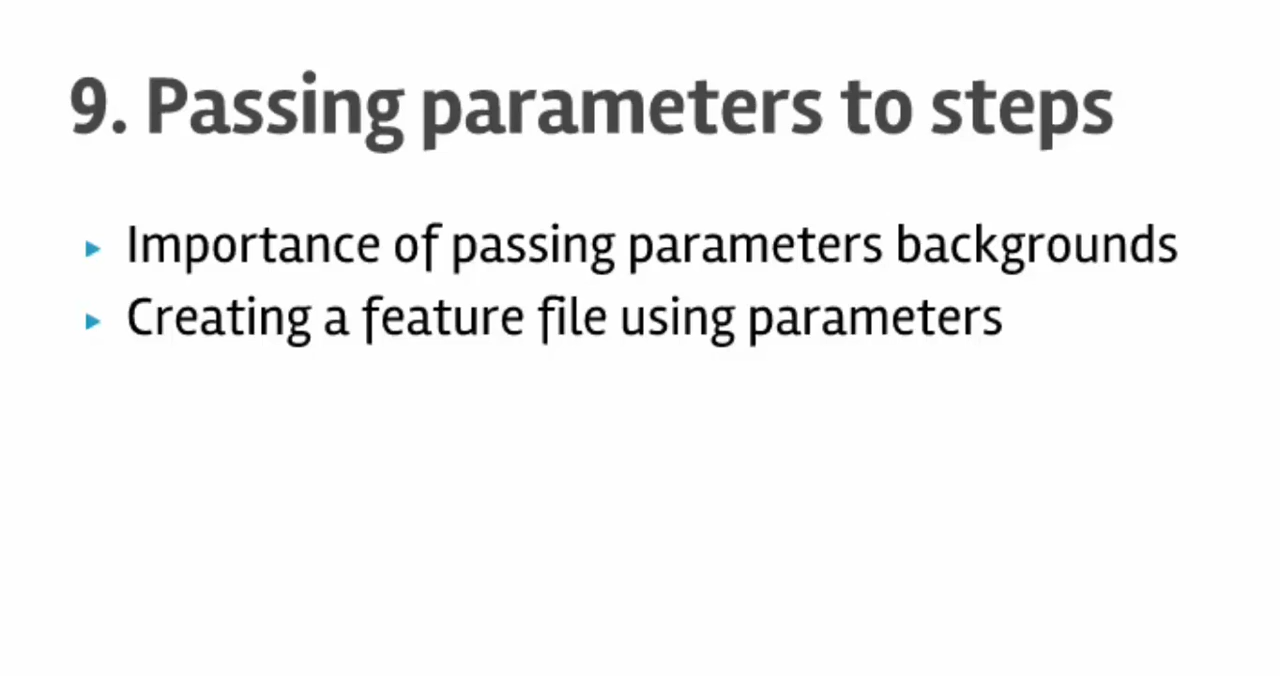 9. Passing parameters to steps
▸ Importance of passing parameters backgrounds
▸ Creating a feature file using parameters